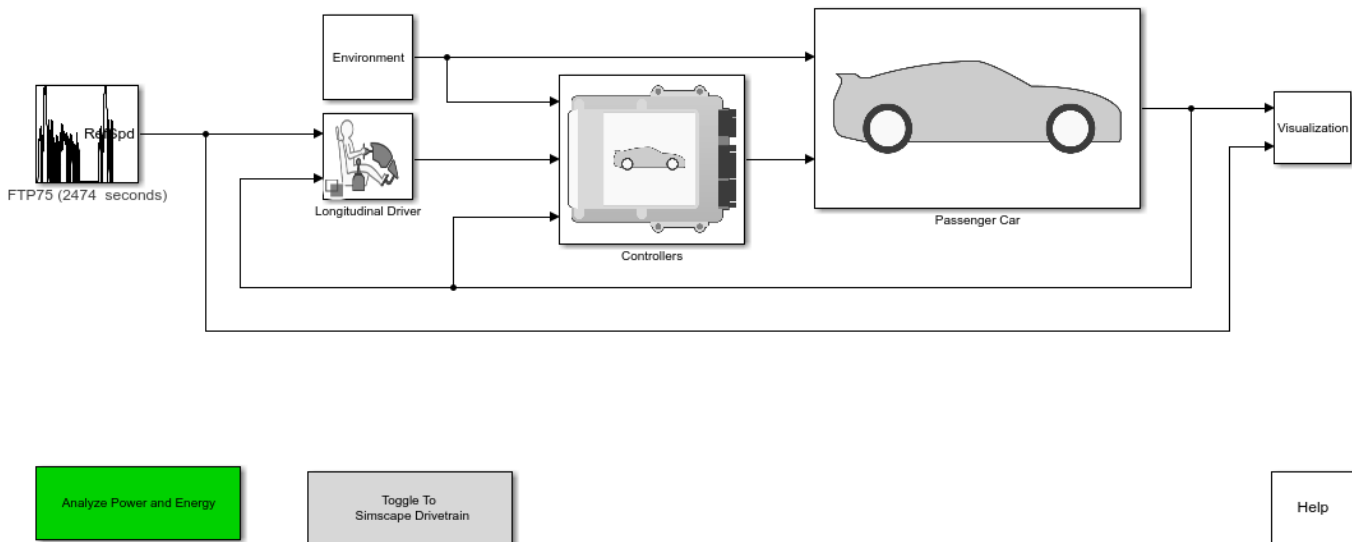 Environment
RefSpd
FTP75 (2474 seconds)
Longitudinal Driver
Controllers
Passenger Car
Visualization
Analyze Power and Energy
Toggle To
Simscape Drivetrain
Help